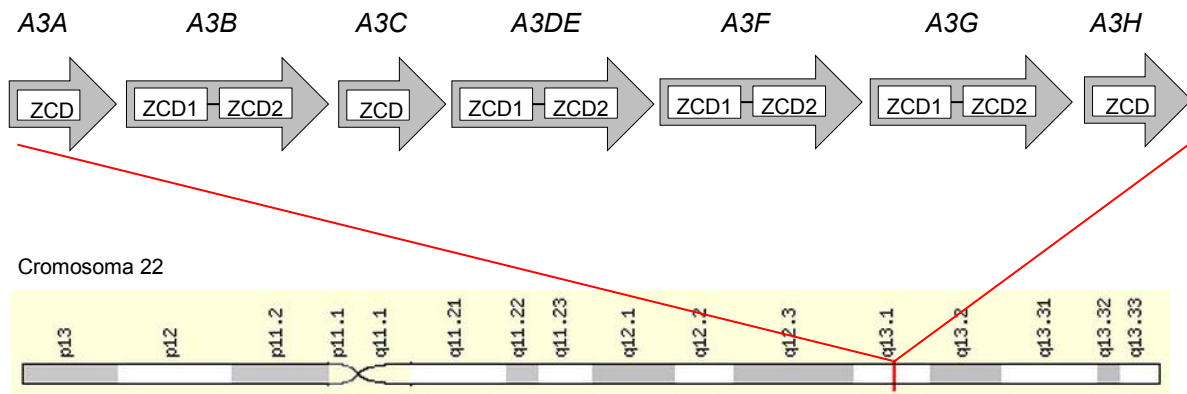 A3A A3B A3C A3DE A3F A3G A3H
ZCD ZCD1 ZCD2 ZCD ZCD1 ZCD2 ZCD1 ZCD2 ZCD1 ZCD2 ZCD
Cromosoma 22
p13 p12 p11.2 p11.1 q11.1 q11.21 q11.22 q11.23 q12.1 q12.2 q12.3 q13.1 q13.2 q13.31 q13.32 q13.33